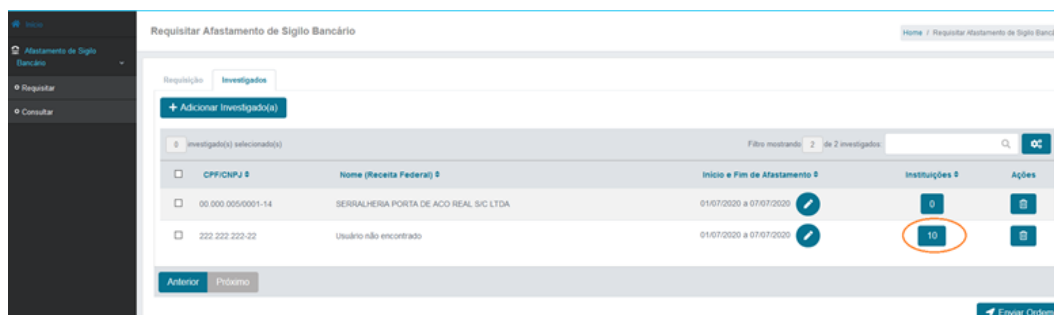 Início
Afastamento de Sigilo
Bancário
Requisitar
Consultar
Requisitar Afastamento de Sigilo Bancário
Home / Requisitar Afastamento de Sigilo Bancá
Requisição Investigados
+ Adicionar Investigado(a)
0 investigado(s) selecionado(s) Filtro mostrando 2 de 2 investigados:
CPF/CNPJ Nome (Receita Federal) Início e Fim de Afastamento Instituições Ações
00.000.005/0001-14 SERRALHERIA PORTA DE ACO REAL S/C LTDA 01/07/2020 a 07/07/2020 0
222.222.222-22 Usuário não encontrado 01/07/2020 a 07/07/2020 10
Anterior Próximo
Enviar Ordem